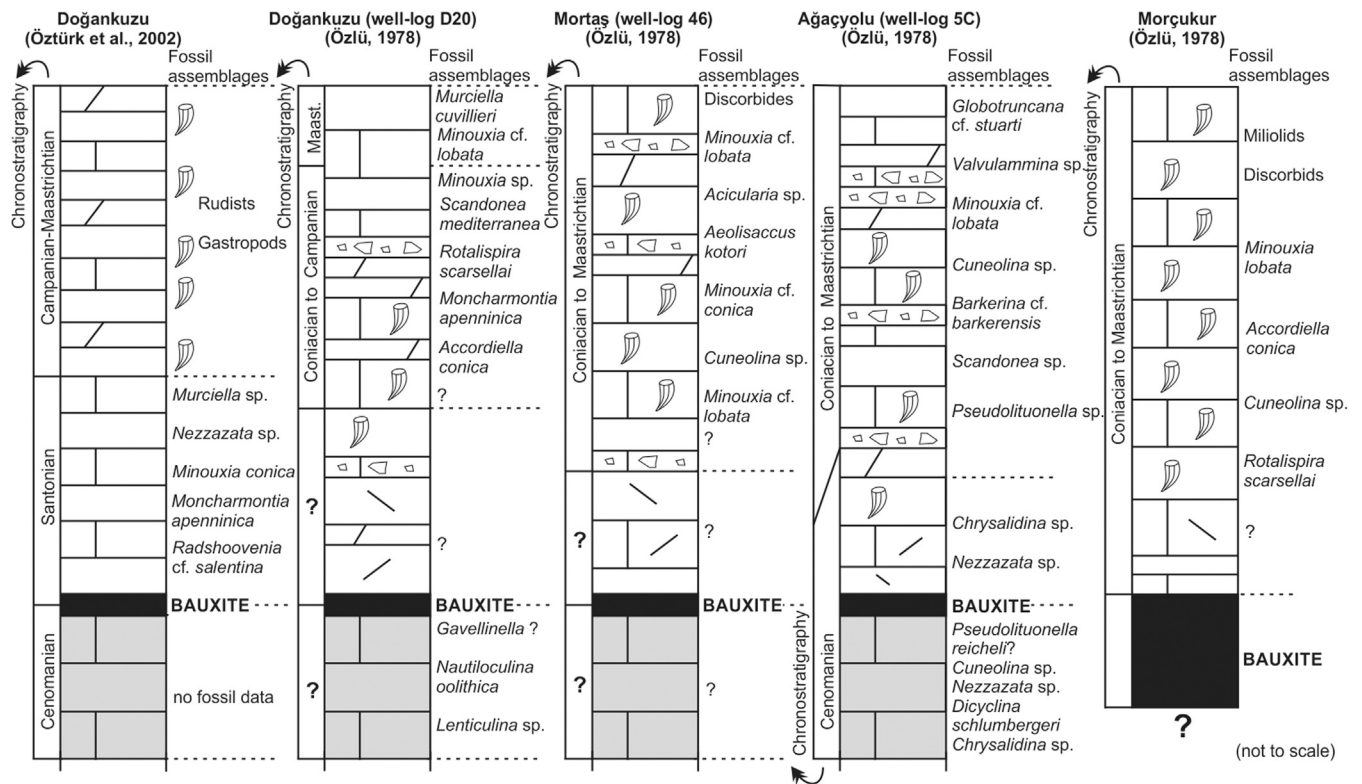 Doğankuzu
(Öztürk et al., 2002)
Chronostratigraphy
Fossil
assemblages
Campanian-Maastrichtian
Rudists
Gastropods
Santonian
Murciella sp.
Nezzazata sp.
Minouxia conica
Moncharmontia
apenninica
Radshoovenia
cf. salentina
BAUXITE
Cenomanian
no fossil data
Doğankuzu (well-log D20)
(Özlü, 1978)
Chronostratigraphy
Fossil
assemblages
Maast.
Murciella
cuvillieri
Minouxia cf.
lobata
Coniacian to Campanian
Minouxia sp.
Scandonea
mediterranea
Rotalispira
scarsellai
Moncharmontia
apenninica
Accordiella
conica
?
?
?
BAUXITE
?
Gavellinella ?
Nautiloculina
oolithica
Lenticulina sp.
Mortaş (well-log 46)
(Özlü, 1978)
Chronostratigraphy
Fossil
assemblages
Coniacian to Maastrichtian
Discorbides
Minouxia cf.
lobata
Acicularia sp.
Aeolisaccus
kotori
Minouxia cf.
conica
Cuneolina sp.
Minouxia cf.
lobata
?
?
?
BAUXITE
?
?
Ağaçyolu (well-log 5C)
(Özlü, 1978)
Fossil
assemblages
Coniacian to Maastrichtian
Globotruncana
cf. stuarti
Valvulammina sp.
Minouxia cf.
lobata
Cuneolina sp.
Barkerina cf.
barkerensis
Scandonea sp.
Pseudolituonella sp.
Chrysalidina sp.
Nezzazata sp.
BAUXITE
Chronostratigraphy
Cenomanian
Pseudolituonella
reicheli?
Cuneolina sp.
Nezzazata sp.
Dicyclina
schlumbergeri
Chrysalidina sp.
Morçukur
(Özlü, 1978)
Chronostratigraphy
Fossil
assemblages
Coniacian to Maastrichtian
Miliolids
Discorbids
Minouxia
lobata
Accordiella
conica
Cuneolina sp.
Rotalispira
scarsellai
?
BAUXITE
?
(not to scale)